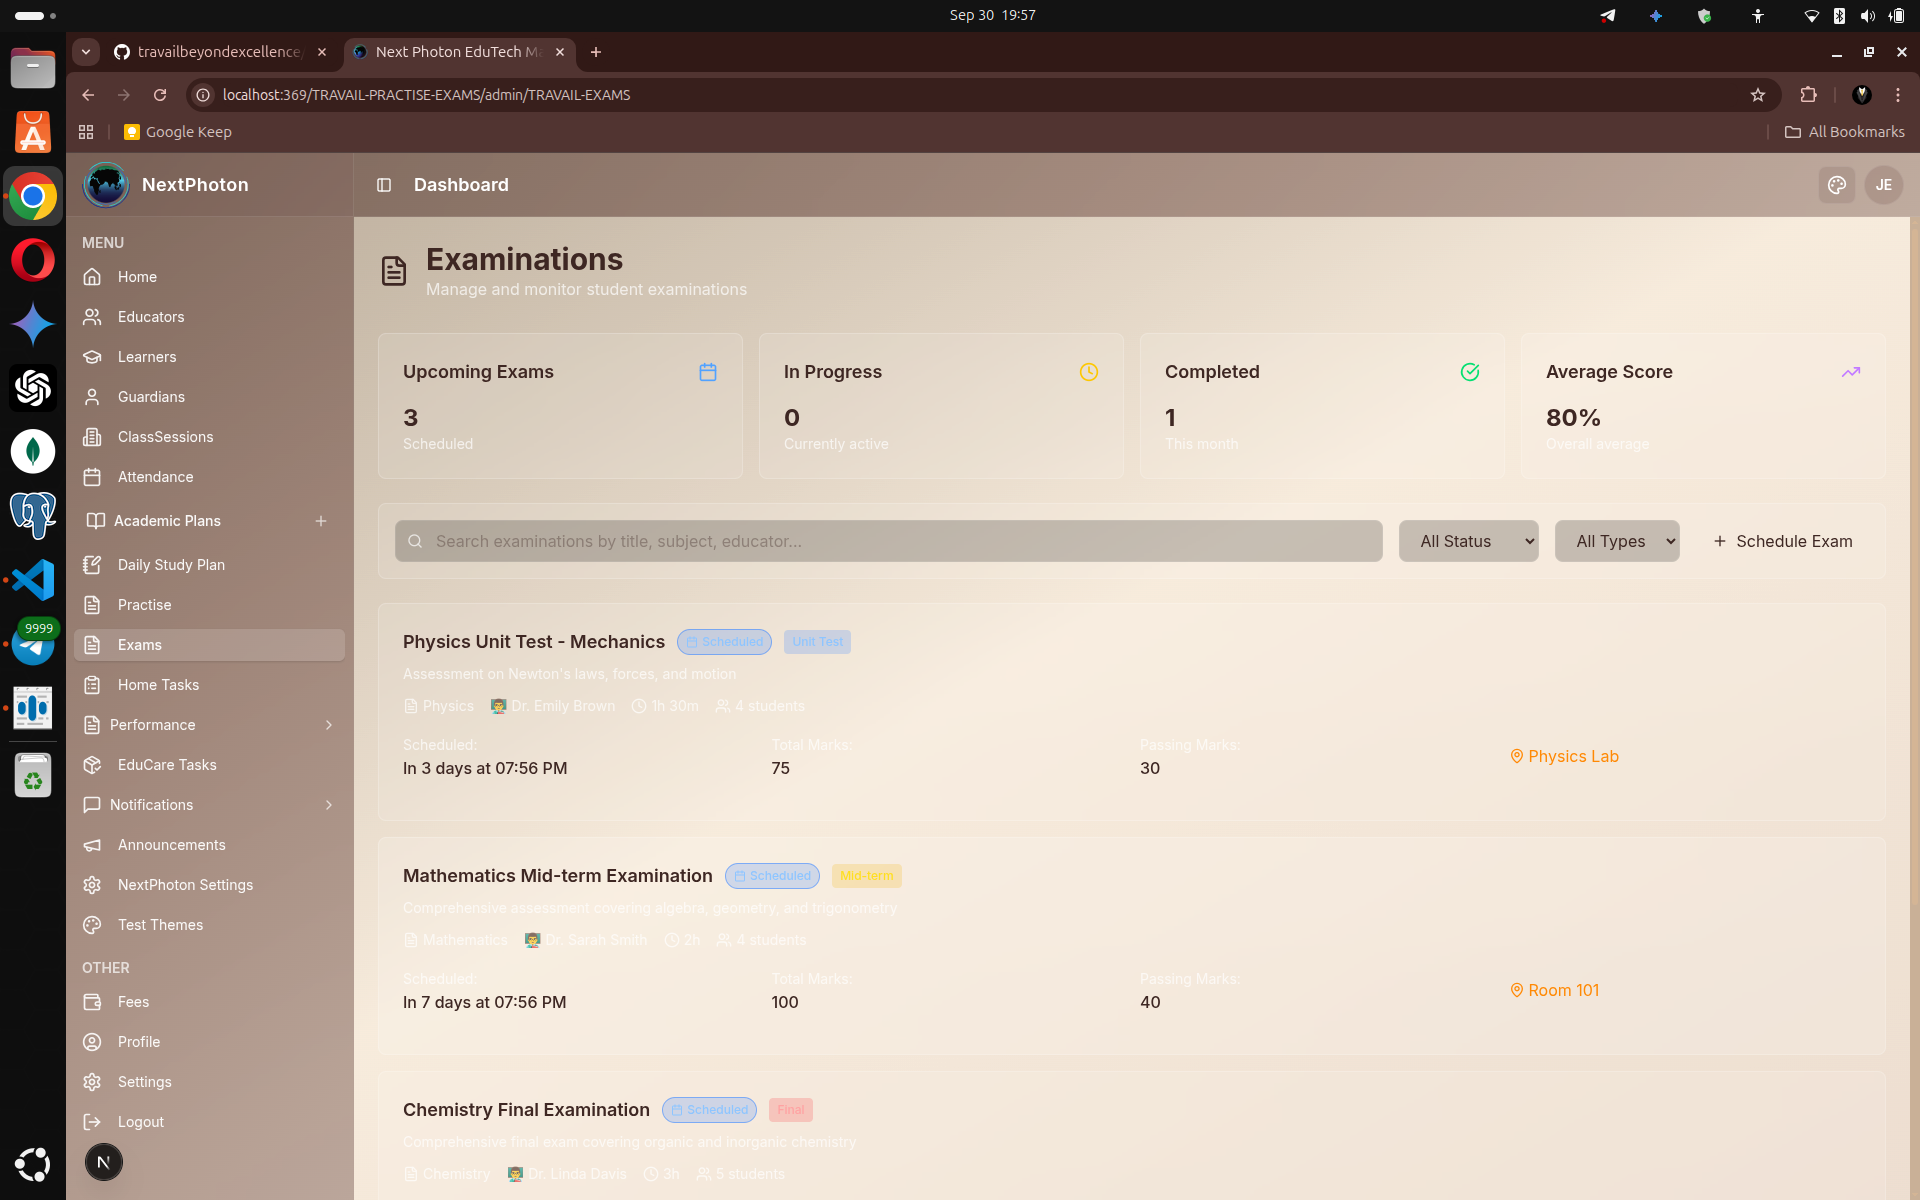 Sep 30 19:57
travailbeyondexcellence
Next Photon EduTech Ma
localhost:369/TRAVAIL-PRACTISE-EXAMS/admin/TRAVAIL-EXAMS
Google Keep
All Bookmarks
NextPhoton
Dashboard
JE
MENU
Home
Educators
Learners
Guardians
ClassSessions
Attendance
Academic Plans
Daily Study Plan
Practise
Exams
Home Tasks
Performance
EduCare Tasks
Notifications
Announcements
NextPhoton Settings
Test Themes
OTHER
Fees
Profile
Settings
Logout
N
9999
Examinations
Manage and monitor student examinations
Upcoming Exams
3
Scheduled
In Progress
0
Currently active
Completed
1
This month
Average Score
80%
Overall average
Search examinations by title, subject, educator...
All Status
All Types
Schedule Exam
Physics Unit Test - Mechanics Scheduled Unit Test
Assessment on Newton's laws, forces, and motion
Physics Dr. Emily Brown 1h 30m 4 students
Scheduled: Total Marks: Passing Marks:
In 3 days at 07:56 PM 75 30 Physics Lab
Mathematics Mid-term Examination Scheduled Mid-term
Comprehensive assessment covering algebra, geometry, and trigonometry
Mathematics Dr. Sarah Smith 2h 4 students
Scheduled: Total Marks: Passing Marks:
In 7 days at 07:56 PM 100 40 Room 101
Chemistry Final Examination Scheduled Final
Comprehensive final exam covering organic and inorganic chemistry
Chemistry Dr. Linda Davis 3h 5 students